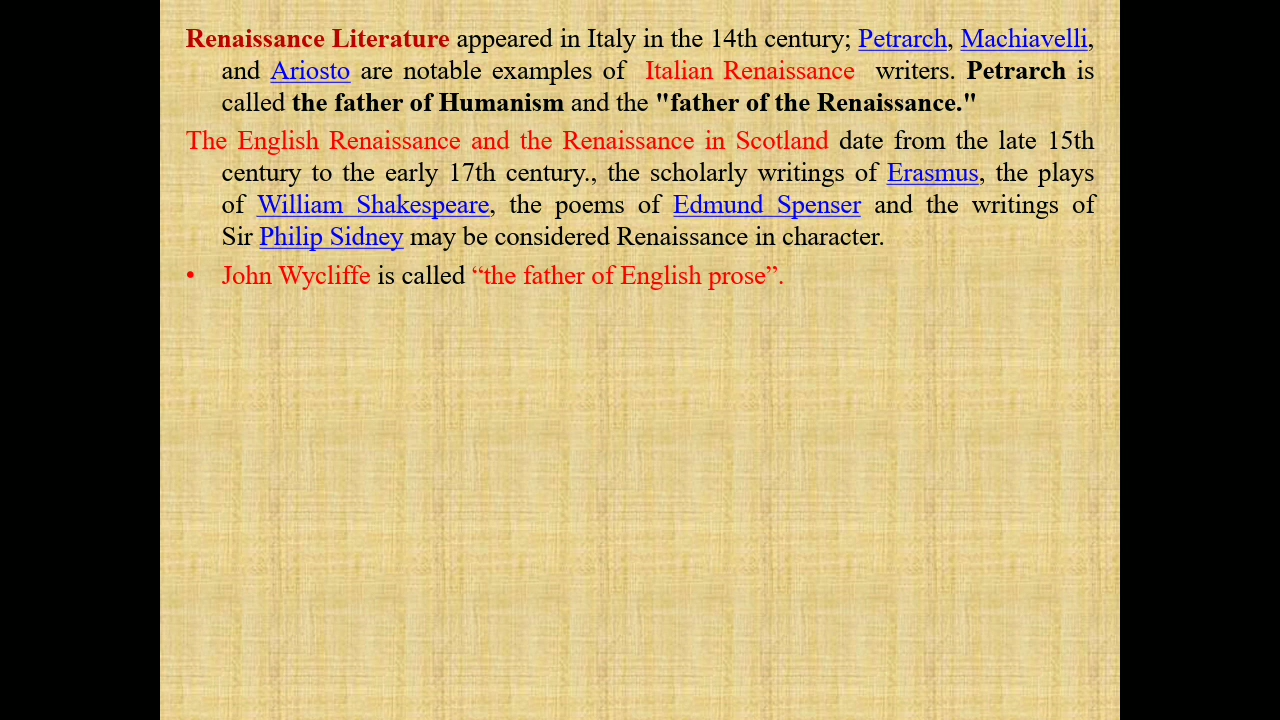 Renaissance Literature appeared in Italy in the 14th century; Petrarch, Machiavelli,
and Ariosto are notable examples of Italian Renaissance writers. Petrarch is
called the father of Humanism and the "father of the Renaissance."
The English Renaissance and the Renaissance in Scotland date from the late 15th
century to the early 17th century., the scholarly writings of Erasmus, the plays
of William Shakespeare, the poems of Edmund Spenser and the writings of
Sir Philip Sidney may be considered Renaissance in character.
• John Wycliffe is called “the father of English prose”.